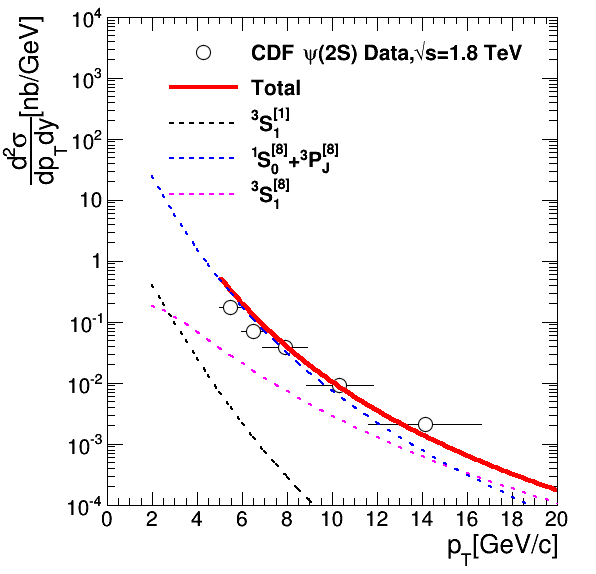 d²σ
dp_T dy [nb/GeV]
10⁴
10³
10²
10
1
10⁻¹
10⁻²
10⁻³
10⁻⁴
CDF ψ(2S) Data,√s=1.8 TeV
Total
³S₁^[1]
¹S₀^[8]+³P_J^[8]
³S₁^[8]
0 2 4 6 8 10 12 14 16 18 20
p_T[GeV/c]